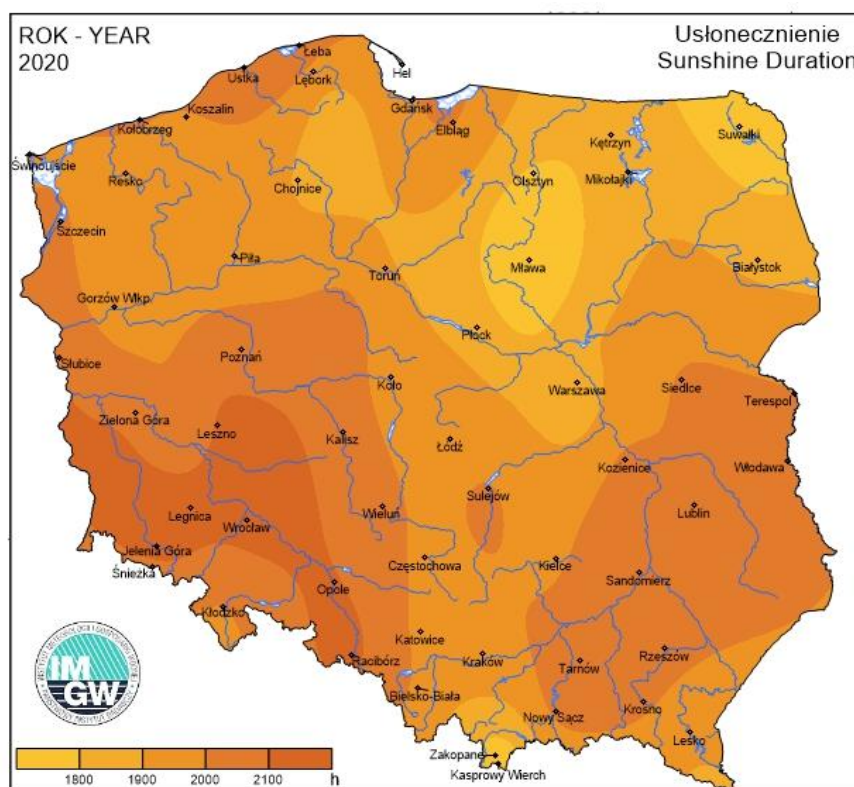 ROK - YEAR
2020
Usłonecznienie
Sunshine Duration
Łeba
Ustka
Lębork
Hel
Gdańsk
Koszalin
Kołobrzeg
Elbląg
Kętrzyn
Suwałki
Świnoujście
Resko
Chojnice
Olsztyn
Mikołajki
Szczecin
Piła
Toruń
Mława
Białystok
Gorzów Wlkp.
Płock
Słubice
Poznań
Koło
Warszawa
Siedlce
Terespol
Zielona Góra
Leszno
Kalisz
Łódź
Kozienice
Włodawa
Sulejów
Legnica
Wrocław
Wieluń
Lublin
Jelenia Góra
Śnieżka
Częstochowa
Kielce
Sandomierz
Opole
Kłodzko
Katowice
Kraków
Rzeszów
Racibórz
Tarnów
Bielsko-Biała
Nowy Sącz
Krosno
Lesko
Zakopane
Kasprowy Wierch
IM
GW
1800 1900 2000 2100 h